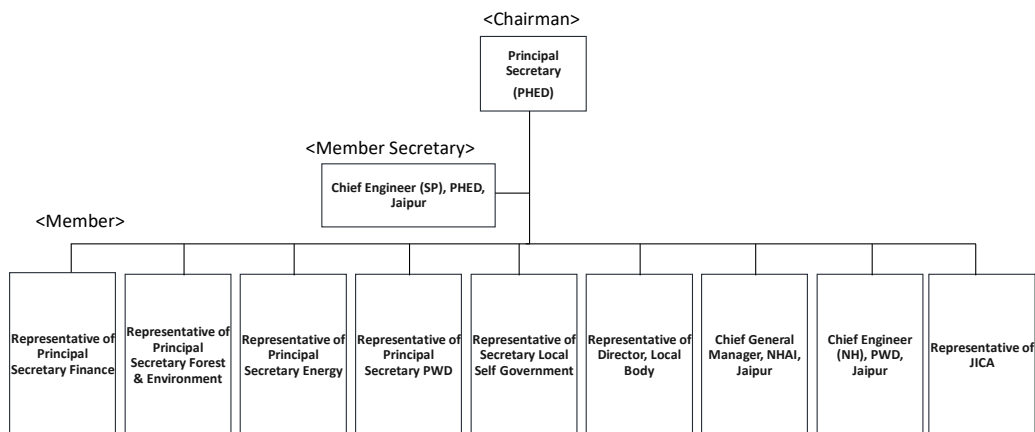 <Chairman>
Principal
Secretary
(PHED)
<Member Secretary>
Chief Engineer (SP), PHED,
Jaipur
<Member>
Representative of
Principal
Secretary Finance
Representative of
Principal
Secretary Forest
& Environment
Representative of
Principal
Secretary Energy
Representative of
Principal
Secretary PWD
Representative of
Secretary Local
Self Government
Representative of
Director, Local
Body
Chief General
Manager, NHAI,
Jaipur
Chief Engineer
(NH), PWD,
Jaipur
Representative of
JICA